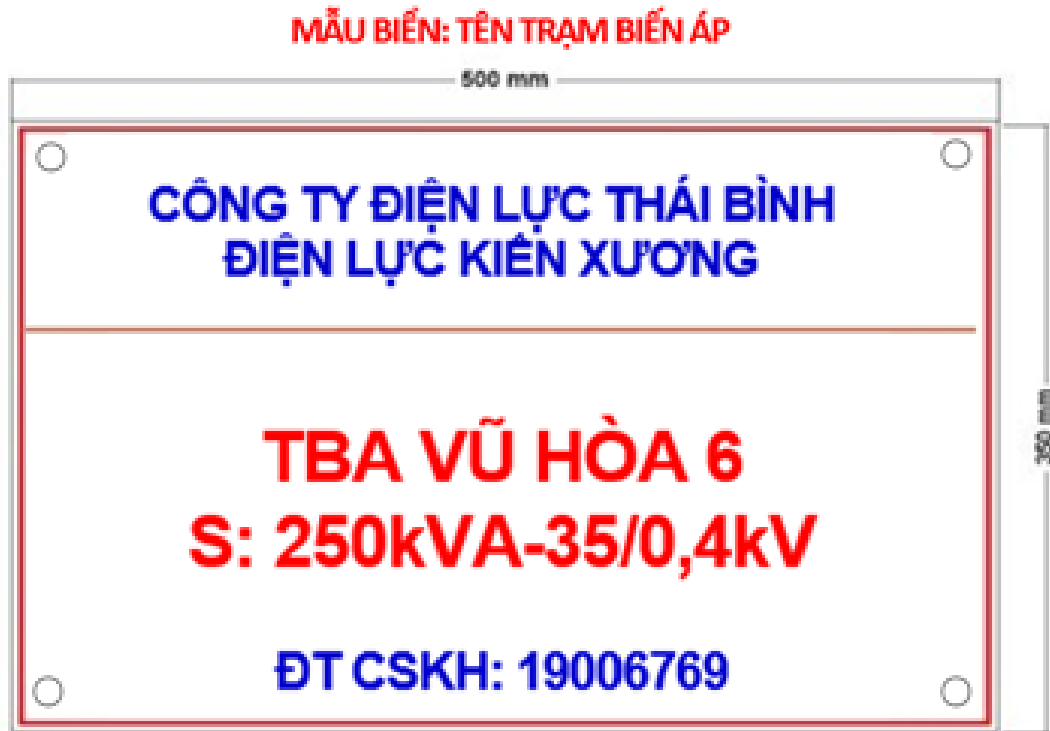 MẪU BIỂN: TÊN TRẠM BIẾN ÁP
500 mm
CÔNG TY ĐIỆN LỰC THÁI BÌNH
ĐIỆN LỰC KIẾN XƯƠNG
350 mm
TBA VŨ HÒA 6
S: 250kVA-35/0,4kV
ĐT CSKH: 19006769